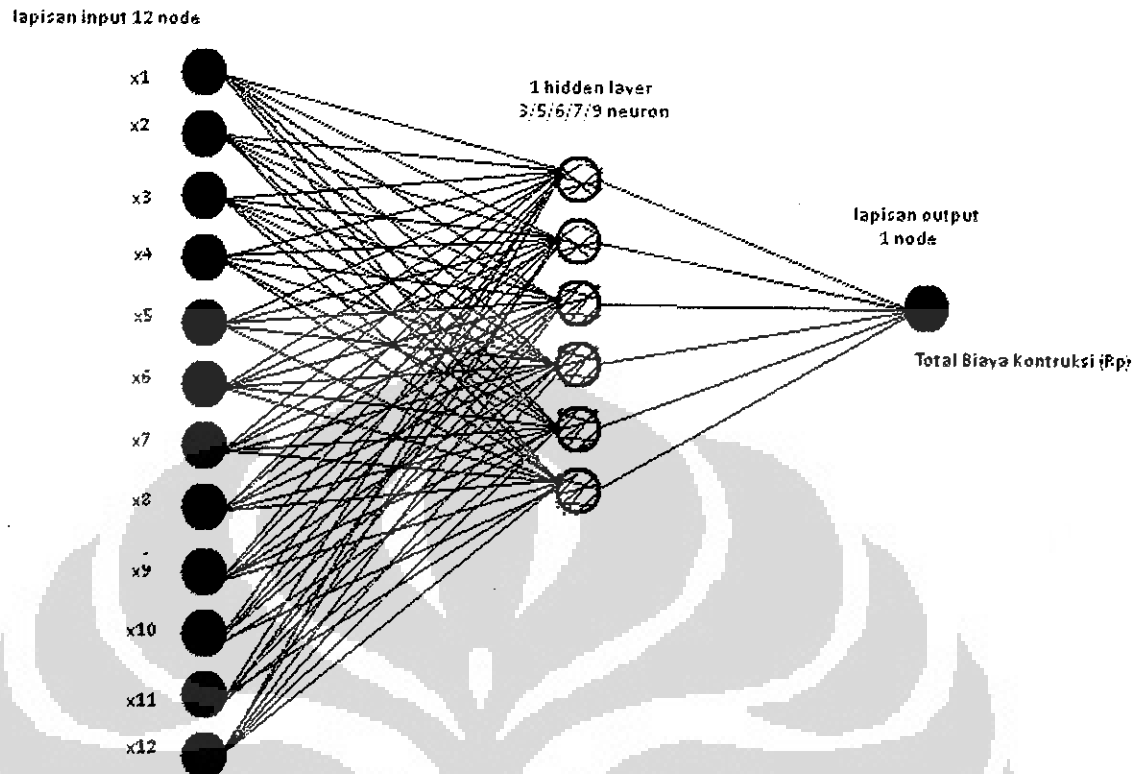 lapisan input 12 node
x1
x2
x3
x4
x5
x6
x7
x8
x9
x10
x11
x12
1 hidden layer
3/5/6/7/9 neuron
lapisan output
1 node
Total Biaya Kontruksi (Rp)